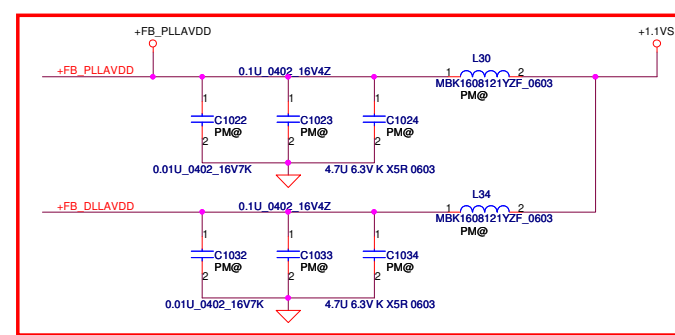 +FB_PLLAVDD +1.1VS
+FB_PLLAVDD 0.1U_0402_16V4Z 1 L30 2
MBK1608121YZF_0603
PM@
1 1 1
C1022 C1023 C1024
PM@ PM@ PM@
2 2 2
0.01U_0402_16V7K 4.7U 6.3V K X5R 0603
+FB_DLLAVDD 0.1U_0402_16V4Z 1 L34 2
MBK1608121YZF_0603
PM@
1 1 1
C1032 C1033 C1034
PM@ PM@ PM@
2 2 2
0.01U_0402_16V7K 4.7U 6.3V K X5R 0603